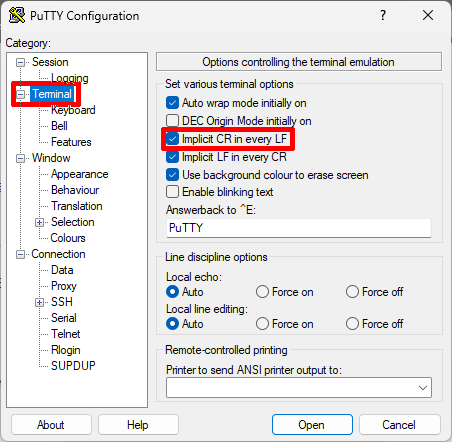 PuTTY Configuration
? ×
Category:
Session
Logging
Terminal
Keyboard
Bell
Features
Window
Appearance
Behaviour
Translation
Selection
Colours
Connection
Data
Proxy
SSH
Serial
Telnet
Rlogin
SUPDUP
Options controlling the terminal emulation
Set various terminal options
Auto wrap mode initially on
DEC Origin Mode initially on
Implicit CR in every LF
Implicit LF in every CR
Use background colour to erase screen
Enable blinking text
Answerback to ^E:
PuTTY
Line discipline options
Local echo:
Auto Force on Force off
Local line editing:
Auto Force on Force off
Remote-controlled printing
Printer to send ANSI printer output to:
About Help Open Cancel